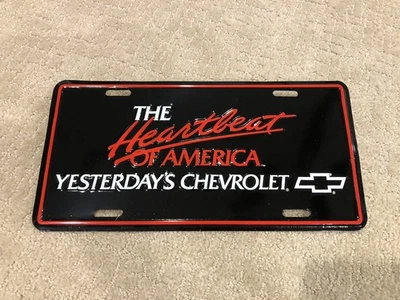 THE
Heartbeat
OF AMERICA
YESTERDAY'S CHEVROLET